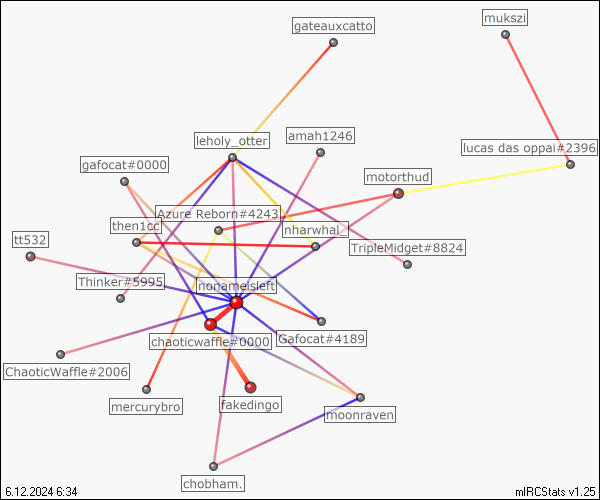 gateauxcatto
mukszi
leholy_otter
amah1246
lucas das oppai#2396
gafocat#0000
motorthud
Azure Reborn#4243
then1cc
nharwhal_
tt532
TripleMidget#8824
Thinker#5995
nonameisleft
chaoticwaffle#0000
Gafocat#4189
ChaoticWaffle#2006
mercurybro
fakedingo
moonraven
chobham.
6.12.2024 6:34
mIRCStats v1.25